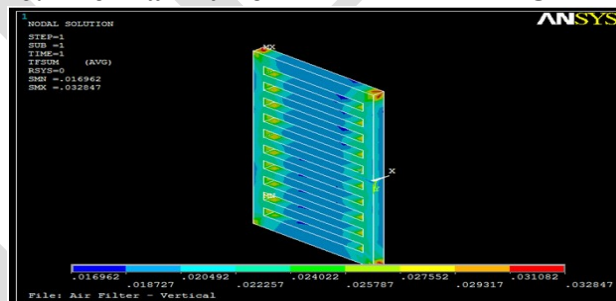 1
NODAL SOLUTION
ANSYS
STEP=1
SUB =1
TIME=1
TFSUM (AVG)
RSYS=0
SMN =.016962
SMX =.032847
MX
X
MN
.016962 .020492 .024022 .027552 .031082
.018727 .022257 .025787 .029317 .032847
File: Air Filter - Vertical